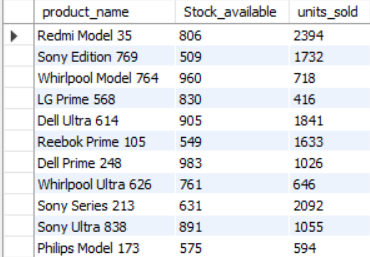 product_name Stock_available units_sold
Redmi Model 35 806 2394
Sony Edition 769 509 1732
Whirlpool Model 764 960 718
LG Prime 568 830 416
Dell Ultra 614 905 1841
Reebok Prime 105 549 1633
Dell Prime 248 983 1026
Whirlpool Ultra 626 761 646
Sony Series 213 631 2092
Sony Ultra 838 891 1055
Philips Model 173 575 594